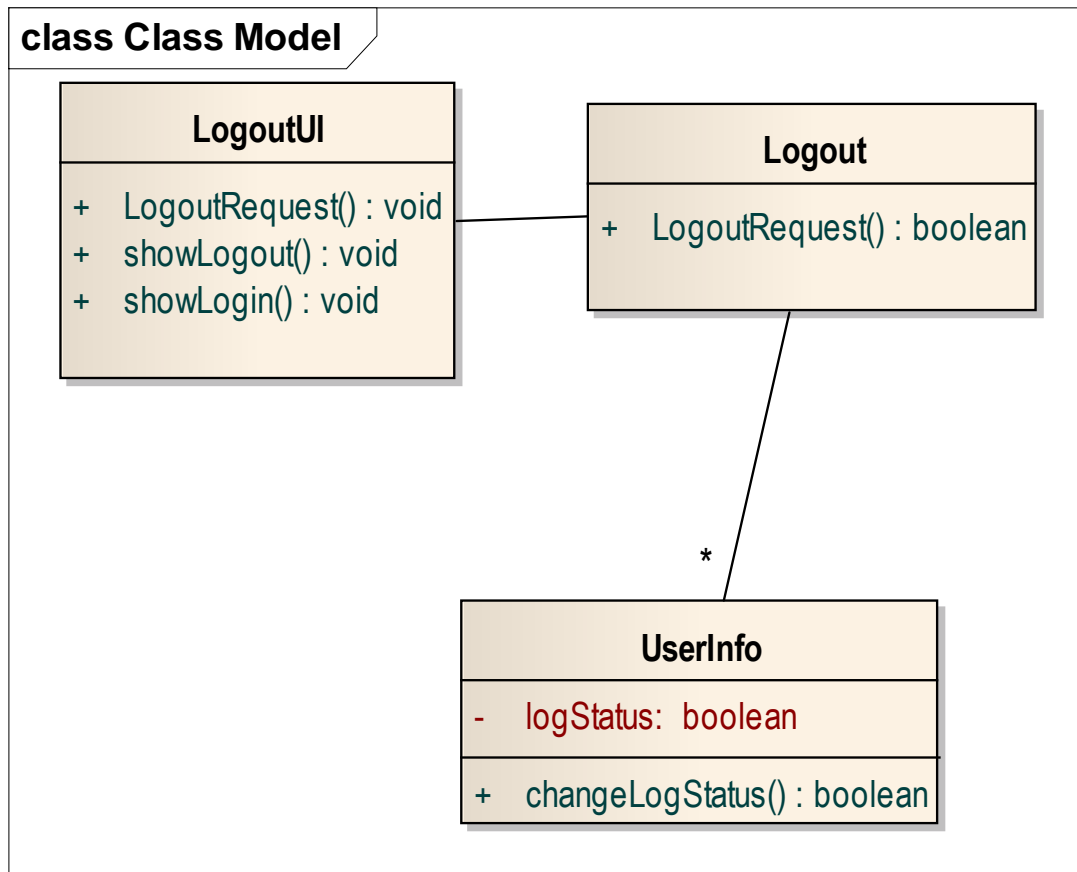 class Class Model
LogoutUI
+ LogoutRequest() : void
+ showLogout() : void
+ showLogin() : void
Logout
+ LogoutRequest() : boolean
*
UserInfo
- logStatus: boolean
+ changeLogStatus() : boolean